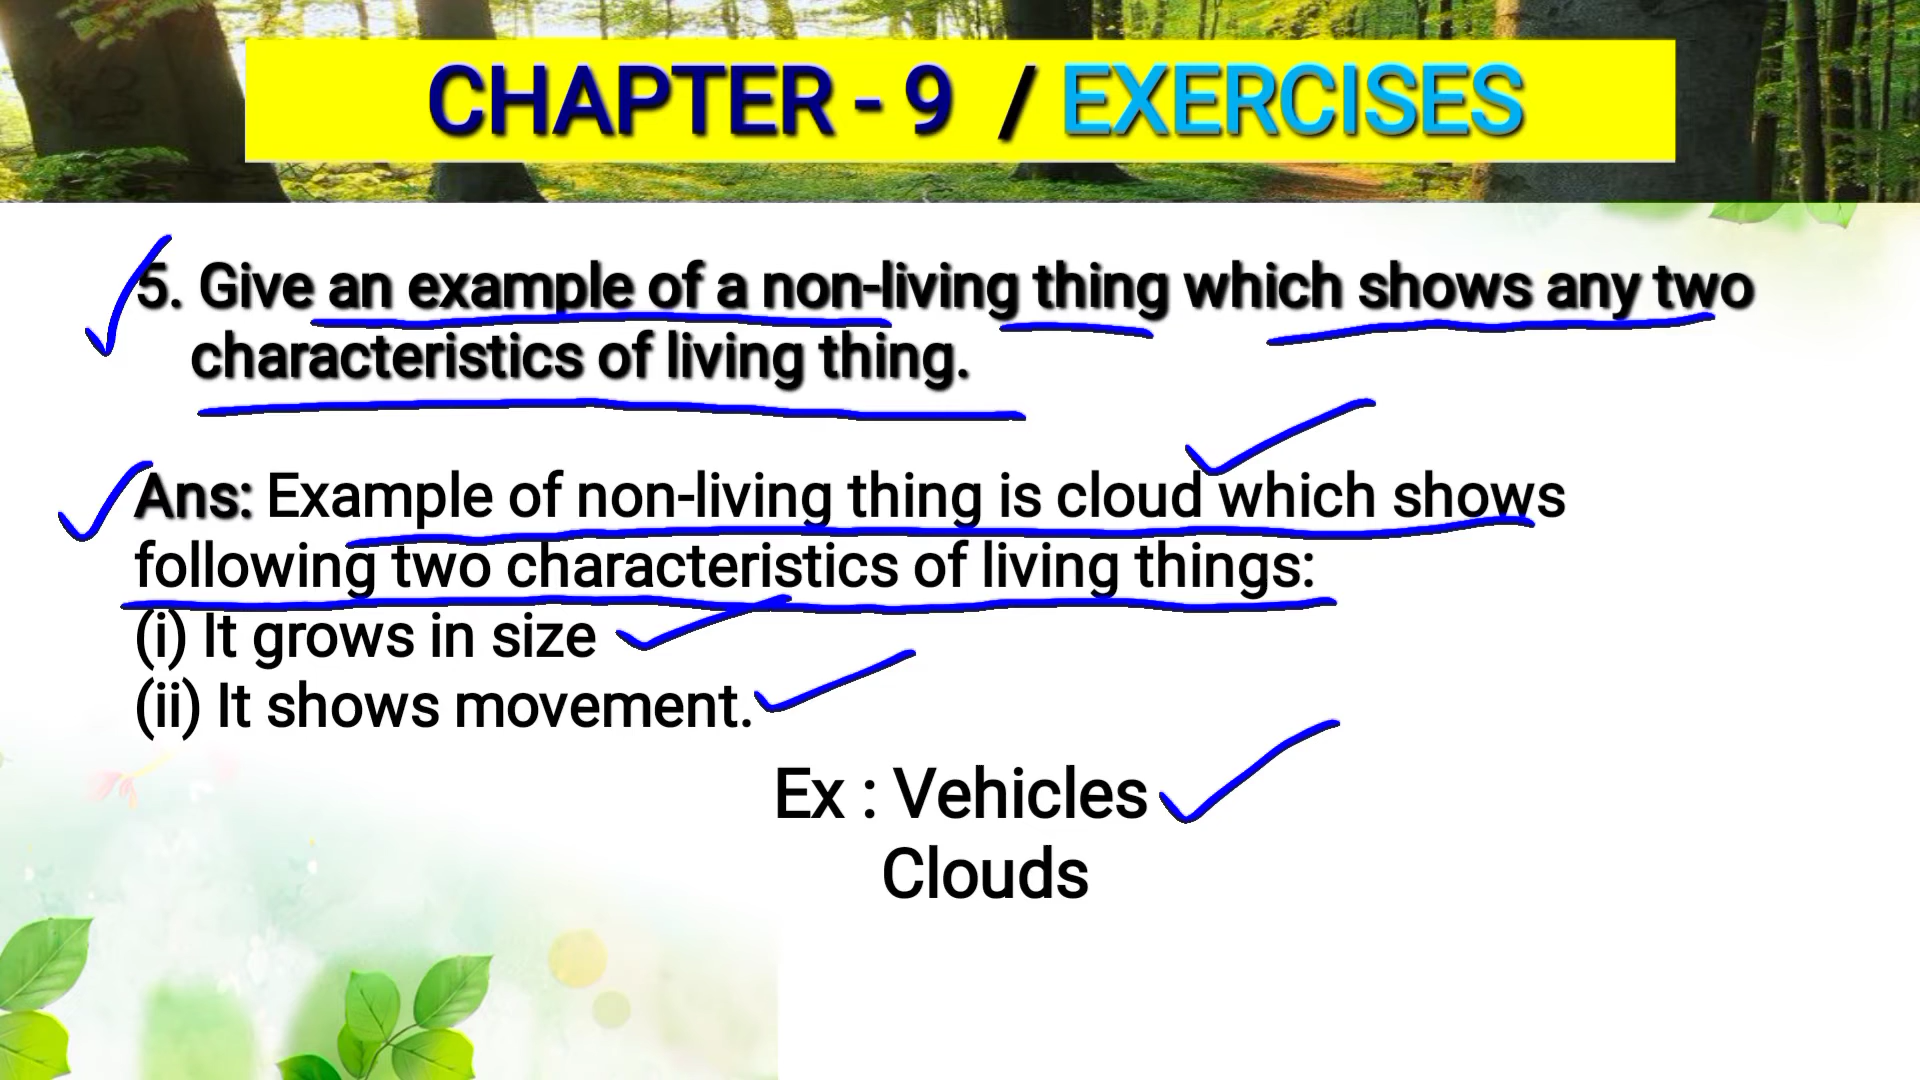 CHAPTER - 9 / EXERCISES
5. Give an example of a non-living thing which shows any two
characteristics of living thing.
Ans: Example of non-living thing is cloud which shows
following two characteristics of living things:
(i) It grows in size
(ii) It shows movement.
Ex : Vehicles
Clouds